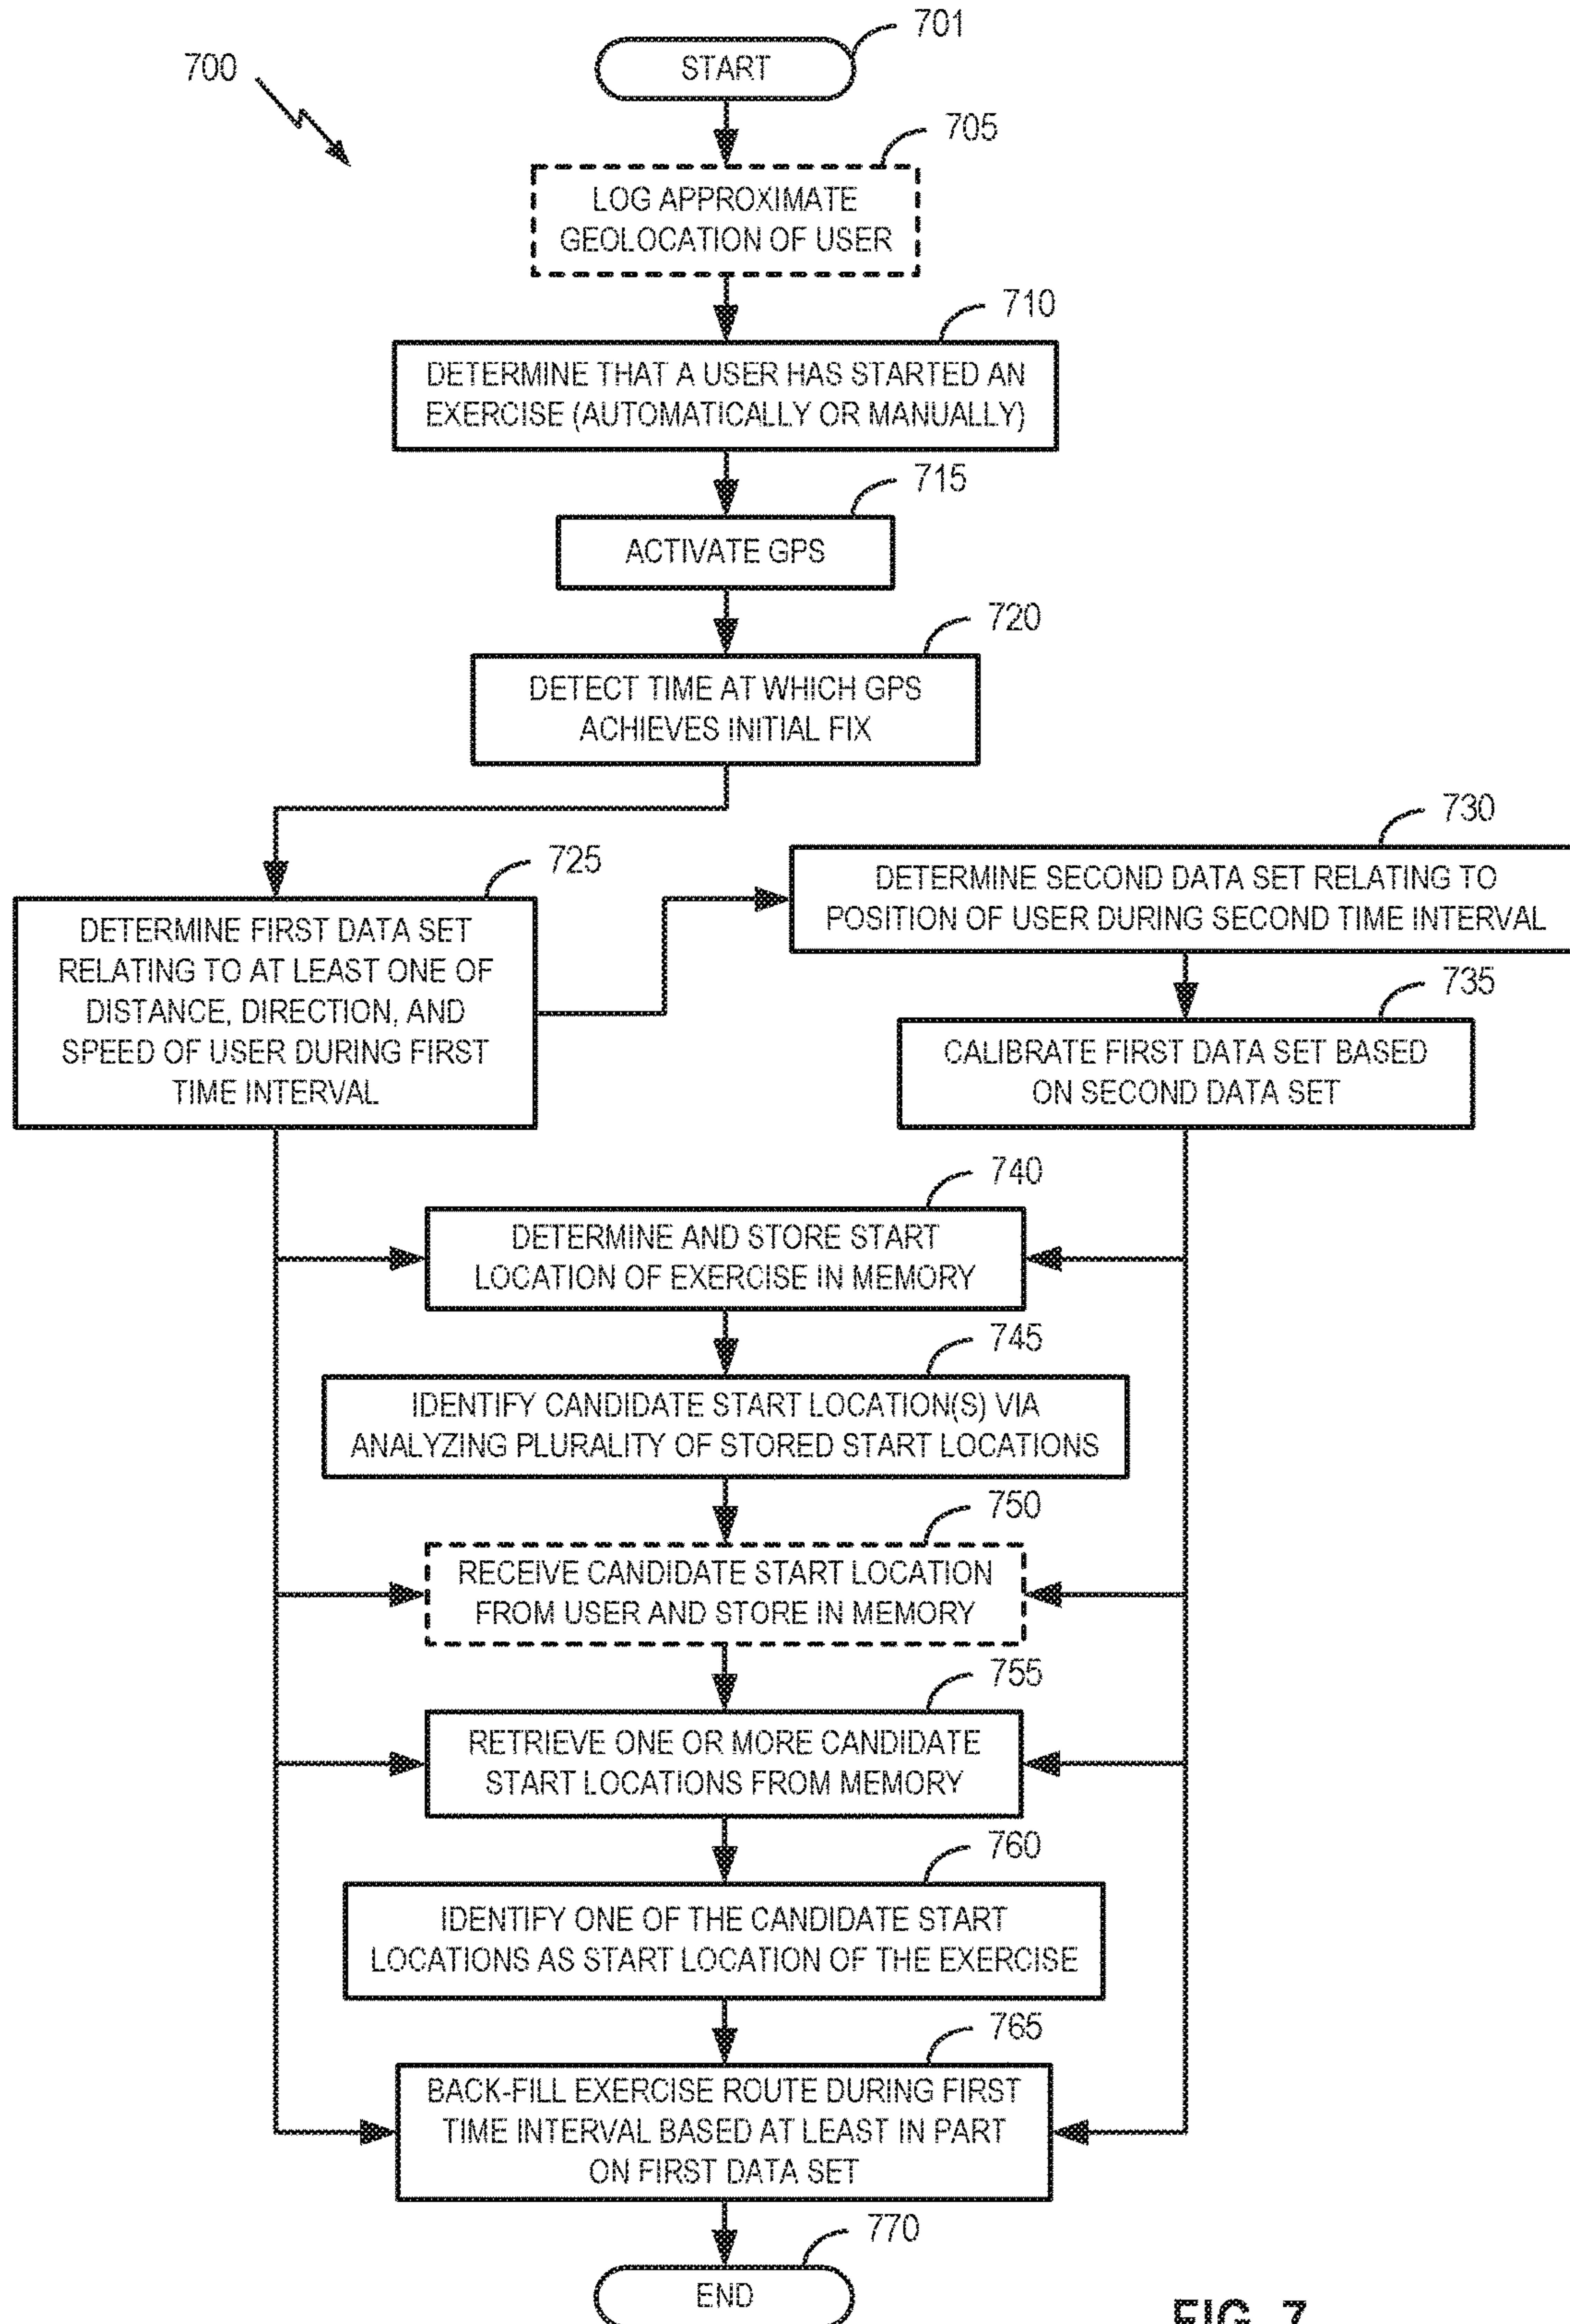 700
START
701
705
LOG APPROXIMATE
GEOLOCATION OF USER
710
DETERMINE THAT A USER HAS STARTED AN
EXERCISE (AUTOMATICALLY OR MANUALLY)
715
ACTIVATE GPS
720
DETECT TIME AT WHICH GPS
ACHIEVES INITIAL FIX
725
DETERMINE FIRST DATA SET
RELATING TO AT LEAST ONE OF
DISTANCE, DIRECTION, AND
SPEED OF USER DURING FIRST
TIME INTERVAL
730
DETERMINE SECOND DATA SET RELATING TO
POSITION OF USER DURING SECOND TIME INTERVAL
735
CALIBRATE FIRST DATA SET BASED
ON SECOND DATA SET
740
DETERMINE AND STORE START
LOCATION OF EXERCISE IN MEMORY
745
IDENTIFY CANDIDATE START LOCATION(S) VIA
ANALYZING PLURALITY OF STORED START LOCATIONS
750
RECEIVE CANDIDATE START LOCATION
FROM USER AND STORE IN MEMORY
755
RETRIEVE ONE OR MORE CANDIDATE
START LOCATIONS FROM MEMORY
760
IDENTIFY ONE OF THE CANDIDATE START
LOCATIONS AS START LOCATION OF THE EXERCISE
765
BACK-FILL EXERCISE ROUTE DURING FIRST
TIME INTERVAL BASED AT LEAST IN PART
ON FIRST DATA SET
770
END
FIG. 7